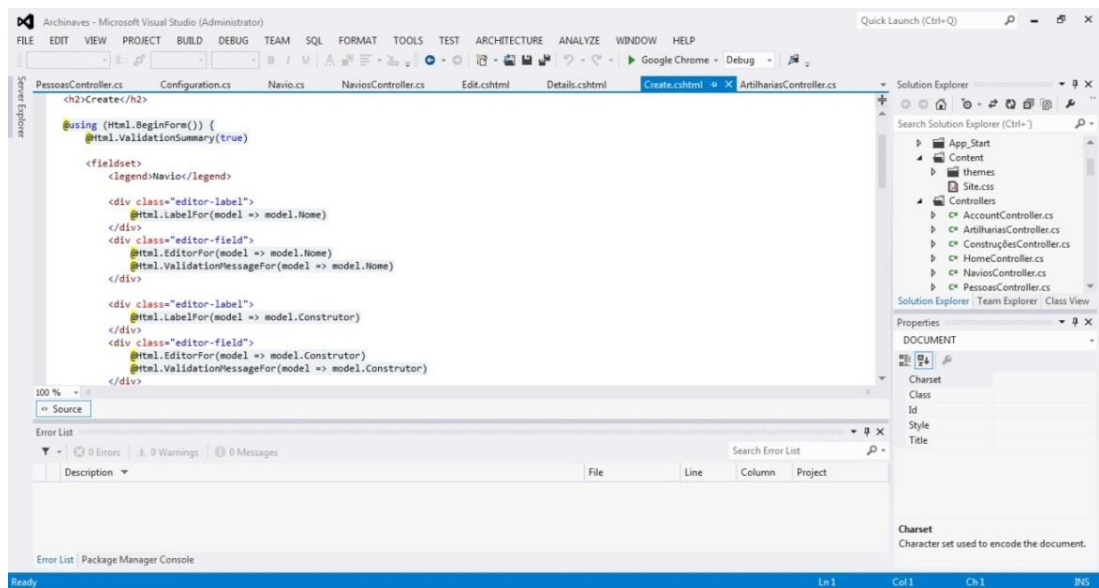 Archinaves - Microsoft Visual Studio (Administrator)
Quick Launch (Ctrl+Q)
FILE EDIT VIEW PROJECT BUILD DEBUG TEAM SQL FORMAT TOOLS TEST ARCHITECTURE ANALYZE WINDOW HELP
Google Chrome Debug
Server Explorer
PessoasController.cs Configuration.cs Navio.cs NaviosController.cs Edit.cshtml Details.cshtml Create.cshtml ArtilhariasController.cs
<h2>Create</h2>
@using (Html.BeginForm()) {
@Html.ValidationSummary(true)
<fieldset>
<legend>Navio</legend>
<div class="editor-label">
@Html.LabelFor(model => model.Nome)
</div>
<div class="editor-field">
@Html.EditorFor(model => model.Nome)
@Html.ValidationMessageFor(model => model.Nome)
</div>
<div class="editor-label">
@Html.LabelFor(model => model.Construtor)
</div>
<div class="editor-field">
@Html.EditorFor(model => model.Construtor)
@Html.ValidationMessageFor(model => model.Construtor)
</div>
100 %
Source
Solution Explorer
Search Solution Explorer (Ctrl+´)
App_Start
Content
themes
Site.css
Controllers
C# AccountController.cs
C# ArtilhariasController.cs
C# ConstruçõesController.cs
C# HomeController.cs
C# NaviosController.cs
C# PessoasController.cs
Solution Explorer Team Explorer Class View
Properties
DOCUMENT
Charset
Class
Id
Style
Title
Charset
Character set used to encode the document.
Error List
0 Errors 0 Warnings 0 Messages
Search Error List
Description File Line Column Project
Error List Package Manager Console
Ready Ln 1 Col 1 Ch 1 INS